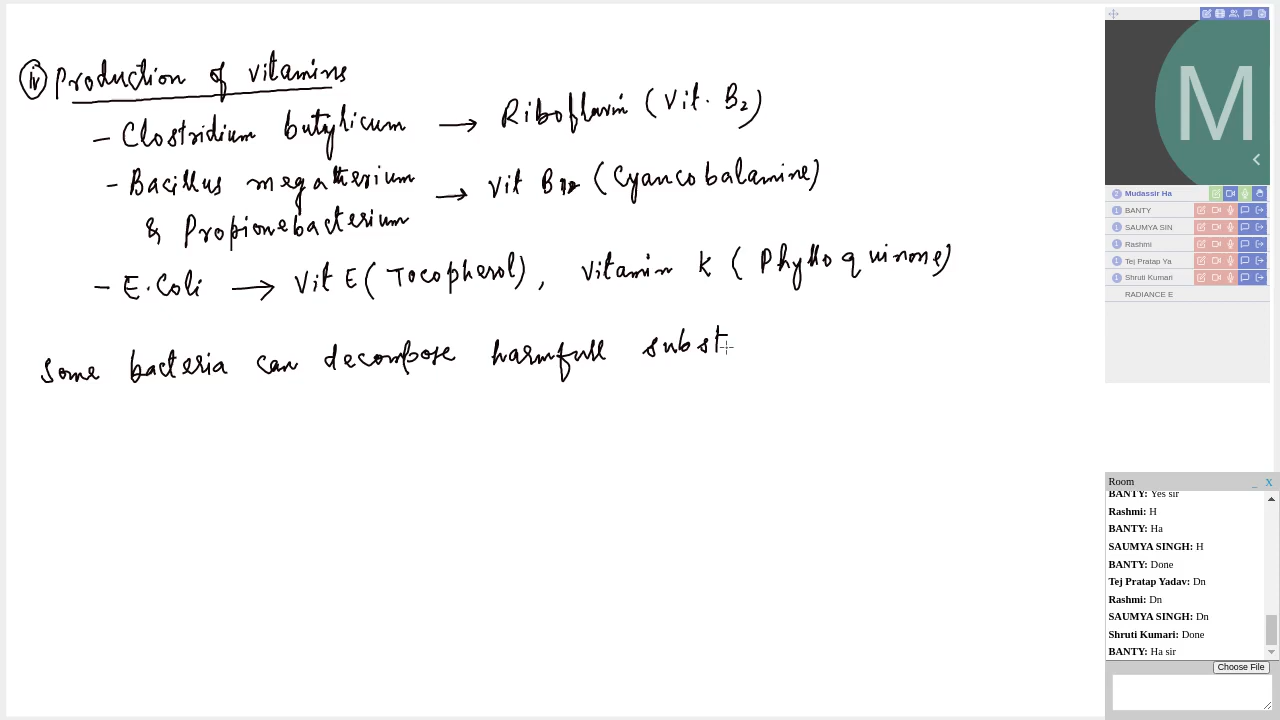 iv Production of vitamins
- Clostridium butylicum → Riboflavin (Vit. B2)
- Bacillus megatherium → Vit B12 (Cyancobalamine)
& Propionebacterium
- E.Coli → Vit E (Tocopherol), Vitamin K (Phylloquinone)
Some bacteria can decompose harmfull subst
M
Mudassir Ha
BANTY
SAUMYA SIN
Rashmi
Tej Pratap Ya
Shruti Kumari
RADIANCE E
Room _ X
BANTY: Yes sir
Rashmi: H
BANTY: Ha
SAUMYA SINGH: H
BANTY: Done
Tej Pratap Yadav: Dn
Rashmi: Dn
SAUMYA SINGH: Dn
Shruti Kumari: Done
BANTY: Ha sir
Choose File